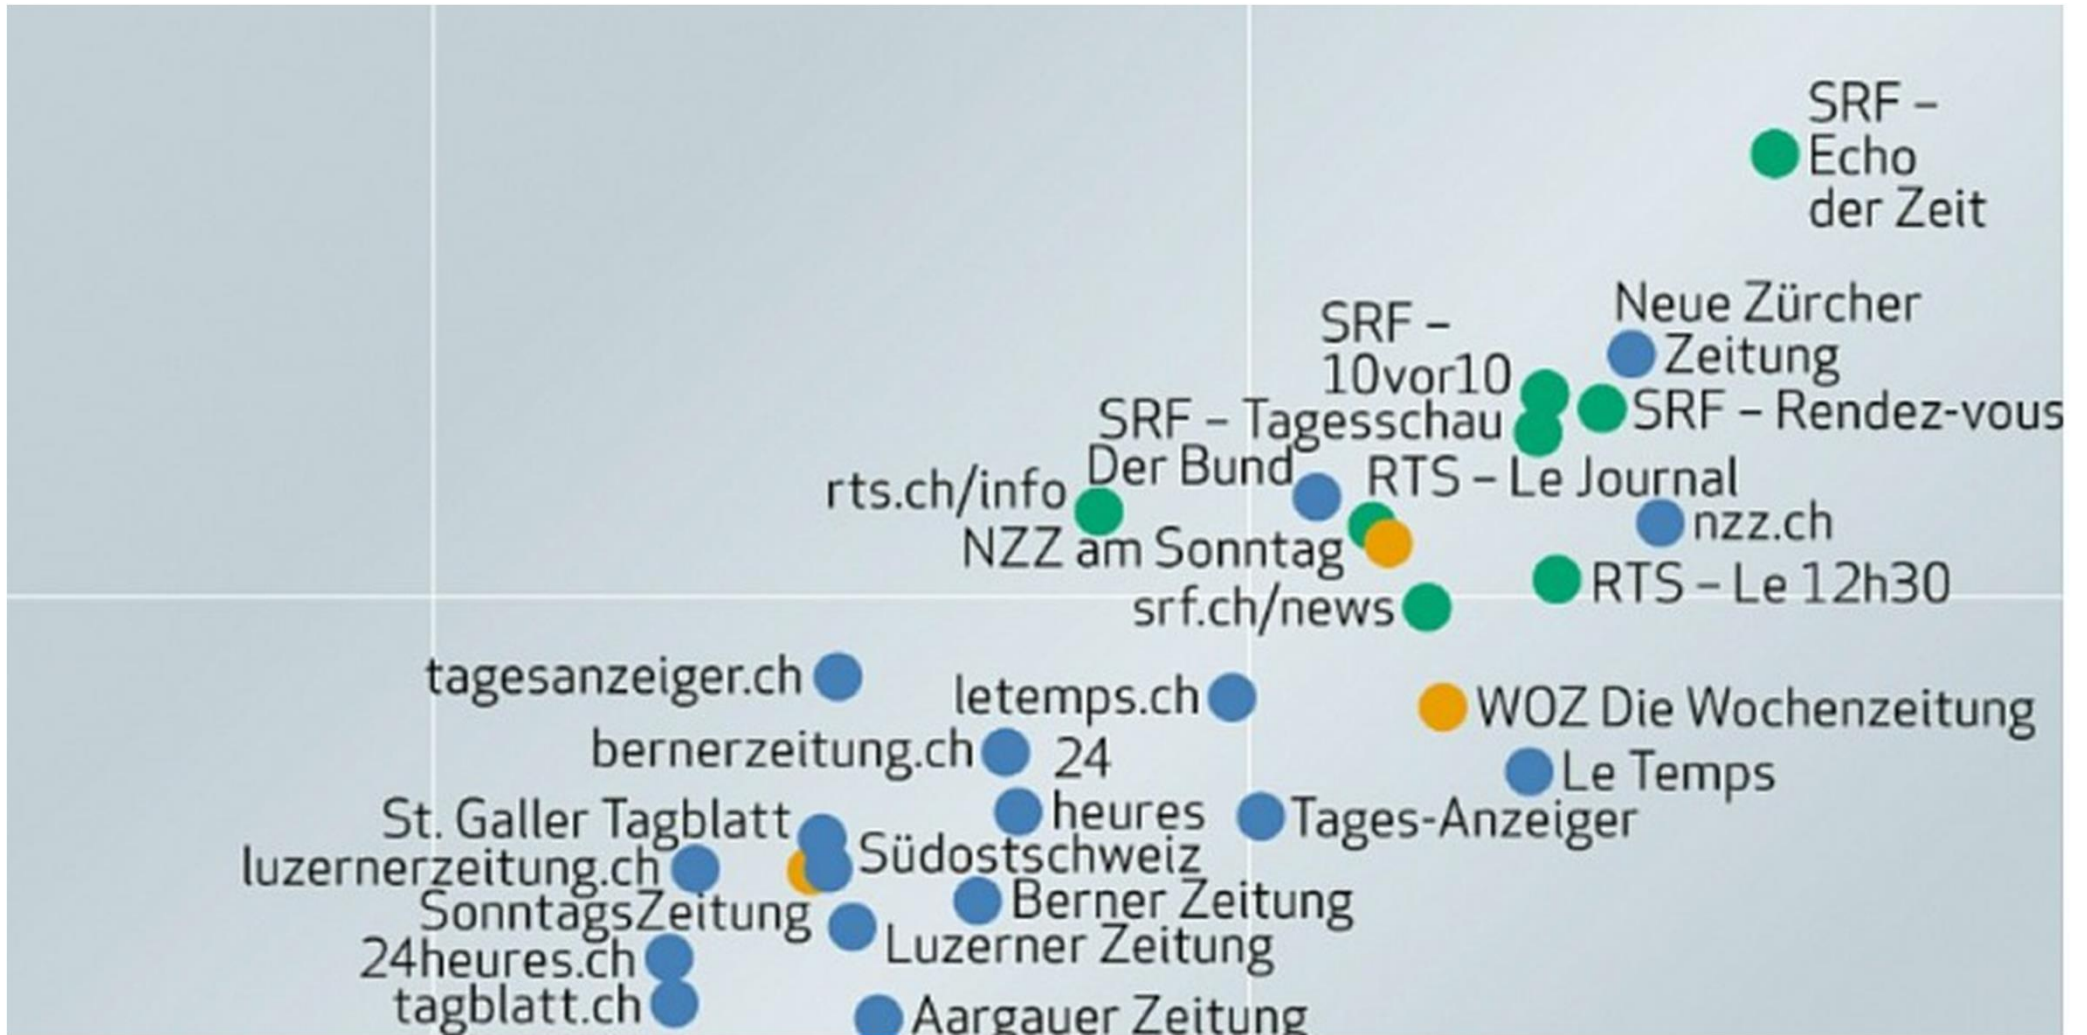 SRF –
Echo
der Zeit
Neue Zürcher
Zeitung
SRF –
10vor10
SRF – Rendez-vous
SRF – Tagesschau
Der Bund
RTS – Le Journal
rts.ch/info
nzz.ch
NZZ am Sonntag
RTS – Le 12h30
srf.ch/news
tagesanzeiger.ch
letemps.ch
WOZ Die Wochenzeitung
bernerzeitung.ch
24
heures
Le Temps
St. Galler Tagblatt
Tages-Anzeiger
Südostschweiz
luzernerzeitung.ch
Berner Zeitung
SonntagsZeitung
Luzerner Zeitung
24heures.ch
tagblatt.ch
Aargauer Zeitung